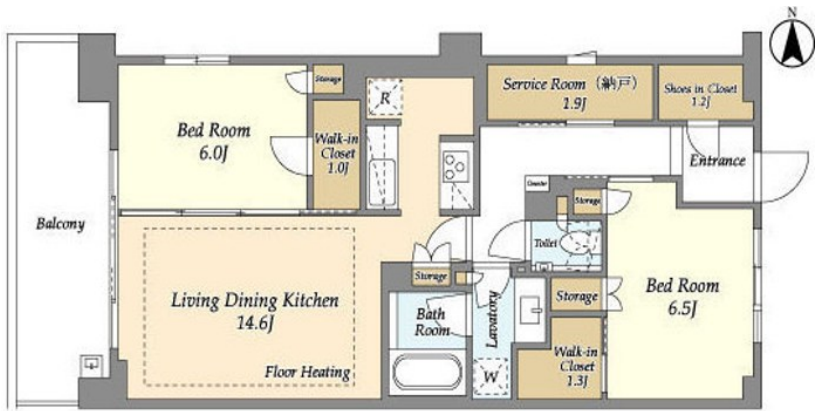 N
Storage
R
Service Room (納戸)
1.9J
Shoes in Closet
1.2J
Bed Room
6.0J
Walk-in
Closet
1.0J
Entrance
Counter
Storage
Balcony
Toilet
Living Dining Kitchen
14.6J
Floor Heating
Storage
Bath
Room
Lavatory
W
Storage
Bed Room
6.5J
Walk-in
Closet
1.3J